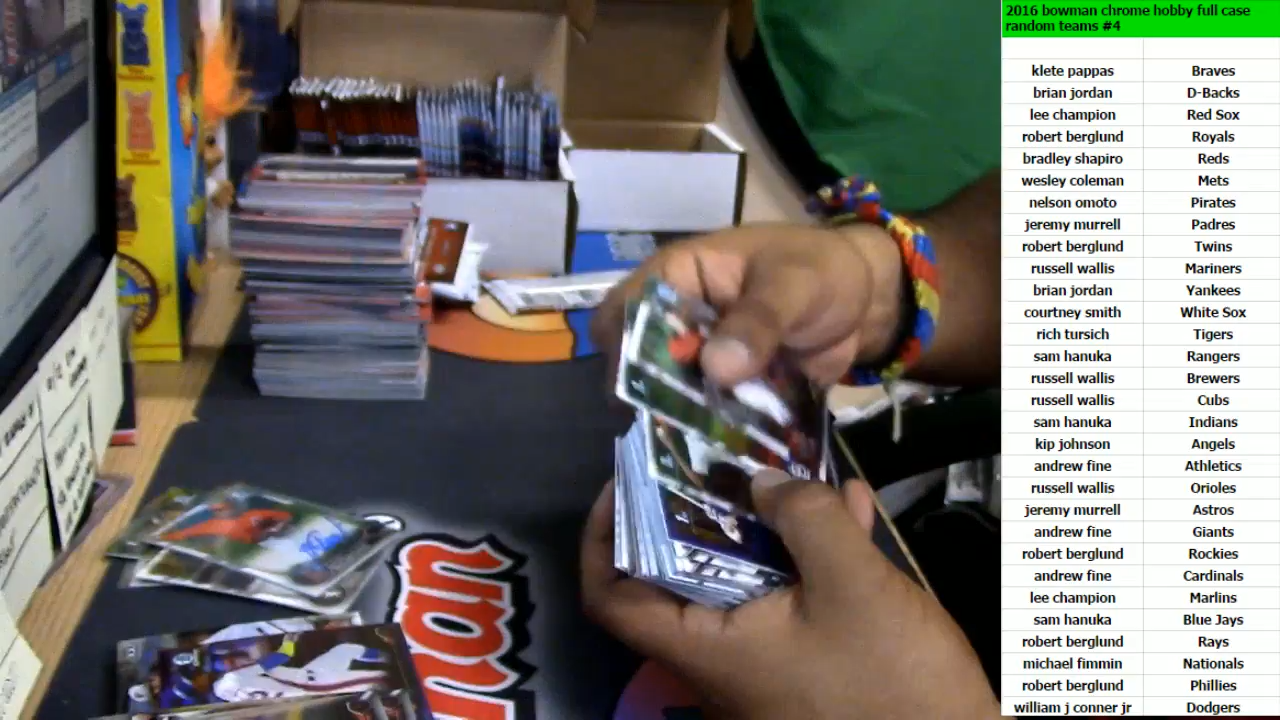 2016 bowman chrome hobby full case
random teams #4
klete pappas Braves
brian jordan D-Backs
lee champion Red Sox
robert berglund Royals
bradley shapiro Reds
wesley coleman Mets
nelson omoto Pirates
jeremy murrell Padres
robert berglund Twins
russell wallis Mariners
brian jordan Yankees
courtney smith White Sox
rich tursich Tigers
sam hanuka Rangers
russell wallis Brewers
russell wallis Cubs
sam hanuka Indians
kip johnson Angels
andrew fine Athletics
russell wallis Orioles
jeremy murrell Astros
andrew fine Giants
robert berglund Rockies
andrew fine Cardinals
lee champion Marlins
sam hanuka Blue Jays
robert berglund Rays
michael fimmin Nationals
robert berglund Phillies
william j conner jr Dodgers
nan